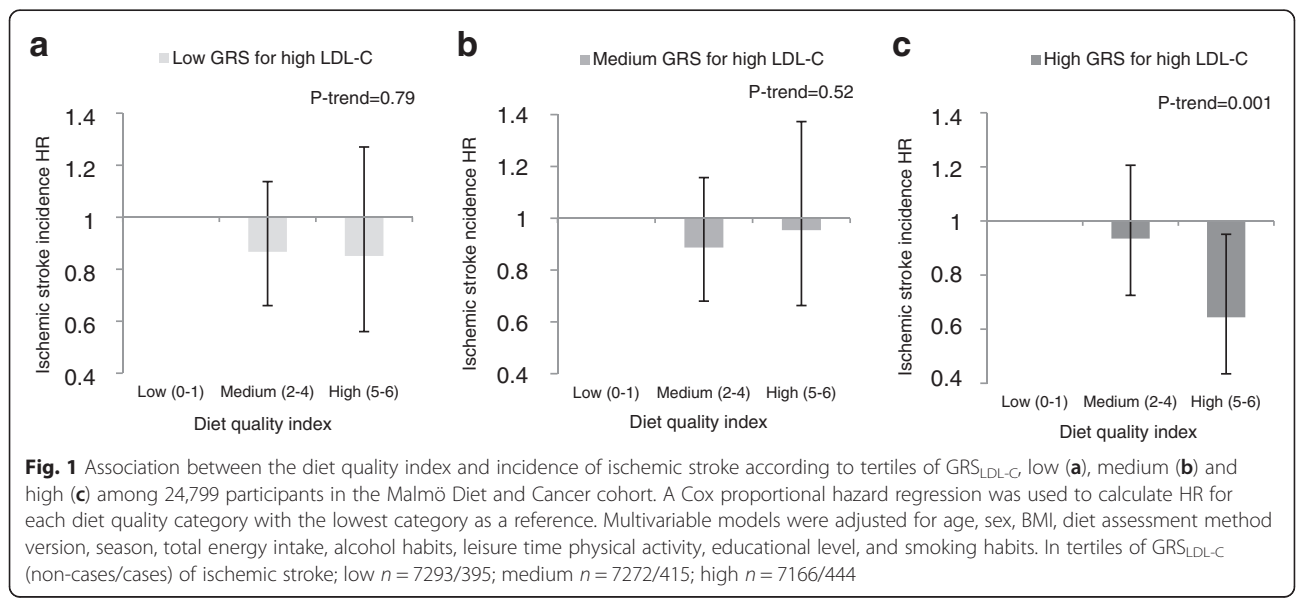 a
Low GRS for high LDL-C
P-trend=0.79
Ischemic stroke incidence HR
1.4
1.2
1
0.8
0.6
0.4
Low (0-1) Medium (2-4) High (5-6)
Diet quality index
b
Medium GRS for high LDL-C
P-trend=0.52
Ischemic stroke ncidence HR
1.4
1.2
1
0.8
0.6
0.4
Low (0-1) Medium (2-4) High (5-6)
Diet quality index
c
High GRS for high LDL-C
P-trend=0.001
Ischemic stroke incidence HR
1.4
1.2
1
0.8
0.6
0.4
Low (0-1) Medium (2-4) High (5-6)
Diet quality index
Fig. 1 Association between the diet quality index and incidence of ischemic stroke according to tertiles of GRSLDL-C, low (a), medium (b) and
high (c) among 24,799 participants in the Malmö Diet and Cancer cohort. A Cox proportional hazard regression was used to calculate HR for
each diet quality category with the lowest category as a reference. Multivariable models were adjusted for age, sex, BMI, diet assessment method
version, season, total energy intake, alcohol habits, leisure time physical activity, educational level, and smoking habits. In tertiles of GRSLDL-C
(non-cases/cases) of ischemic stroke; low n = 7293/395; medium n = 7272/415; high n = 7166/444